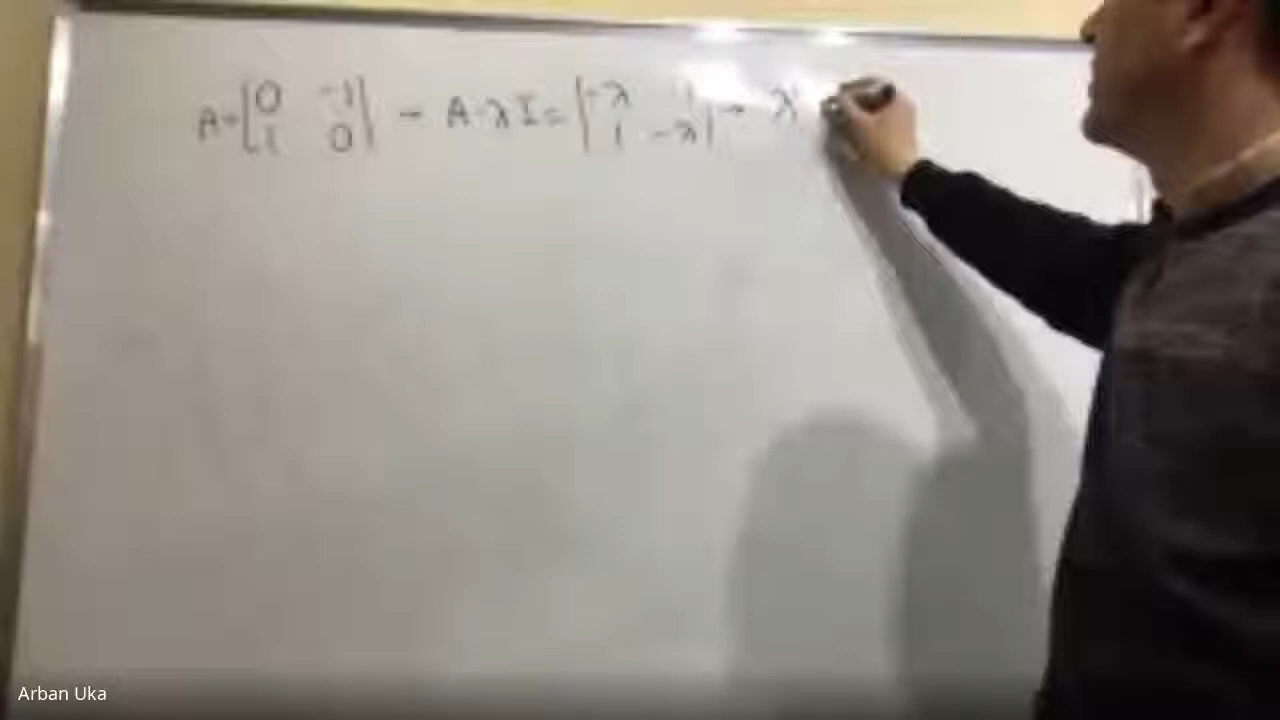 A = [0 -1 1 0] → A-λI = |-λ -1 1 -λ| → λ²
Arban Uka